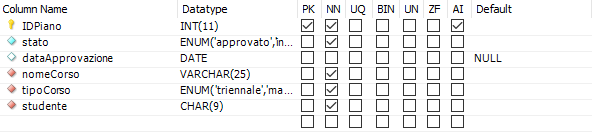 Column Name Datatype PK NN UQ BIN UN ZF AI Default
IDPiano INT(11)
stato ENUM('approvato','in...
dataApprovazione DATE NULL
nomeCorso VARCHAR(25)
tipoCorso ENUM('triennale','ma...
studente CHAR(9)